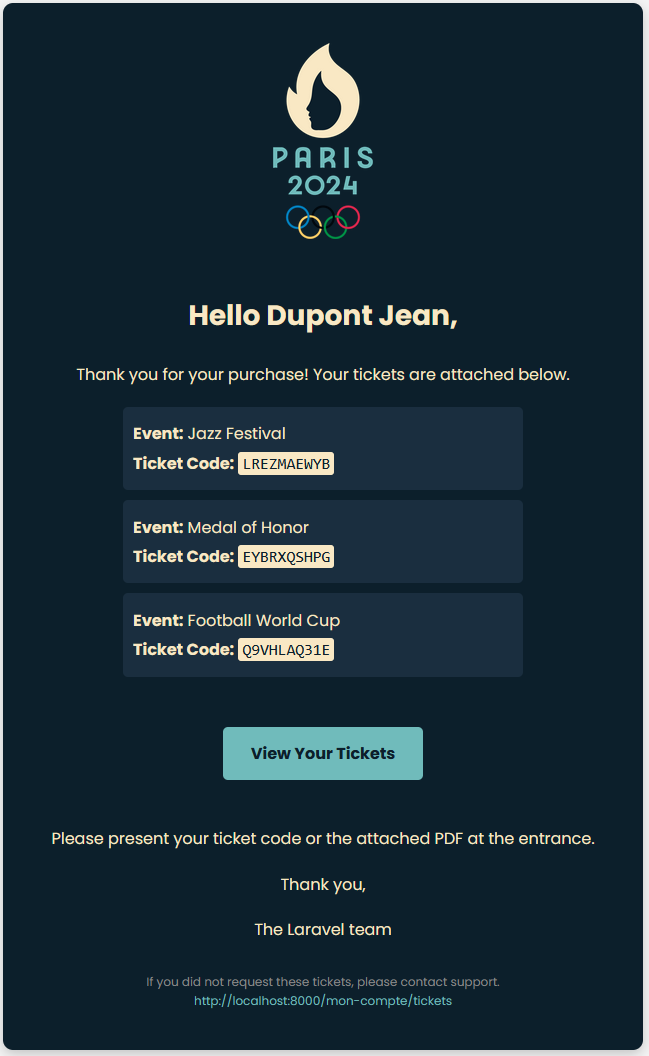 PARIS
2024
Hello Dupont Jean,
Thank you for your purchase! Your tickets are attached below.
Event: Jazz Festival
Ticket Code: LREZMAEWYB
Event: Medal of Honor
Ticket Code: EYBRXQSHPG
Event: Football World Cup
Ticket Code: Q9VHLAQ31E
View Your Tickets
Please present your ticket code or the attached PDF at the entrance.
Thank you,
The Laravel team
If you did not request these tickets, please contact support.
http://localhost:8000/mon-compte/tickets